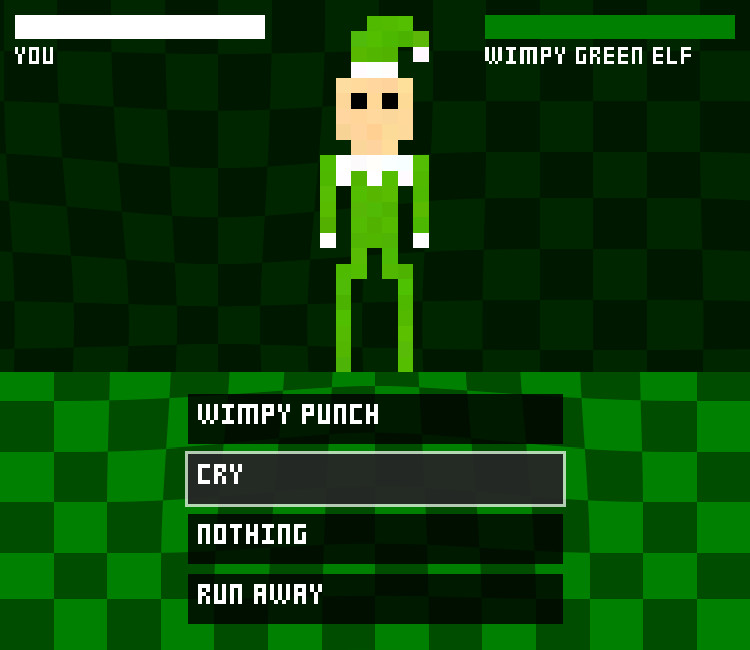 YOU
WIMPY GREEN ELF
WIMPY PUNCH
CRY
NOTHING
RUN AWAY